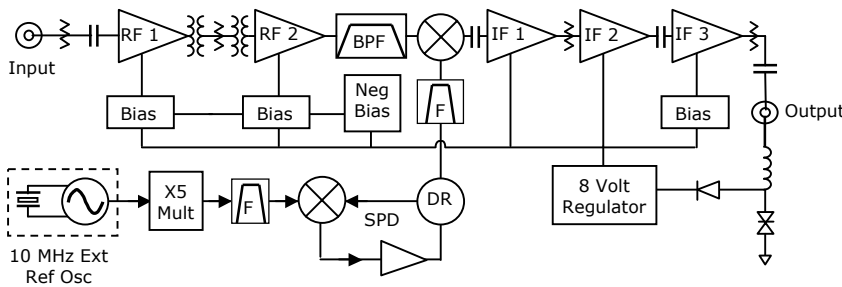 RF 1
RF 2
BPF
IF 1
IF 2
IF 3
Input
Neg
Bias
F
Bias
Bias
Bias
Output
X5
Mult
F
SPD
DR
8 Volt
Regulator
10 MHz Ext
Ref Osc